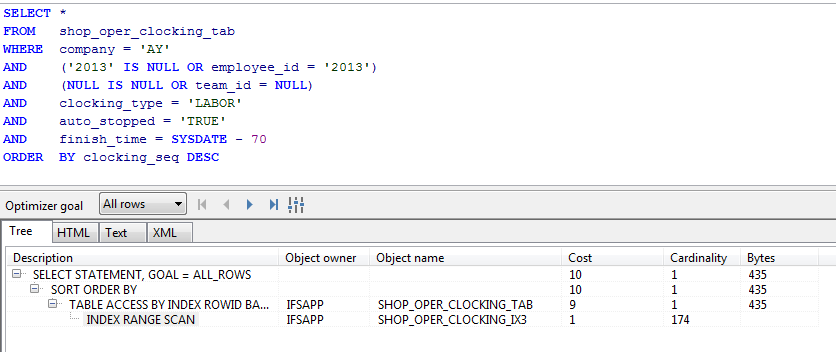 SELECT *
FROM shop_oper_clocking_tab
WHERE company = 'AY'
AND ('2013' IS NULL OR employee_id = '2013')
AND (NULL IS NULL OR team_id = NULL)
AND clocking_type = 'LABOR'
AND auto_stopped = 'TRUE'
AND finish_time = SYSDATE - 70
ORDER BY clocking_seq DESC
Optimizer goal All rows
Tree HTML Text XML
Description Object owner Object name Cost Cardinality Bytes
SELECT STATEMENT, GOAL = ALL_ROWS 10 1 435
SORT ORDER BY 10 1 435
TABLE ACCESS BY INDEX ROWID BA... IFSAPP SHOP_OPER_CLOCKING_TAB 9 1 435
INDEX RANGE SCAN IFSAPP SHOP_OPER_CLOCKING_IX3 1 174